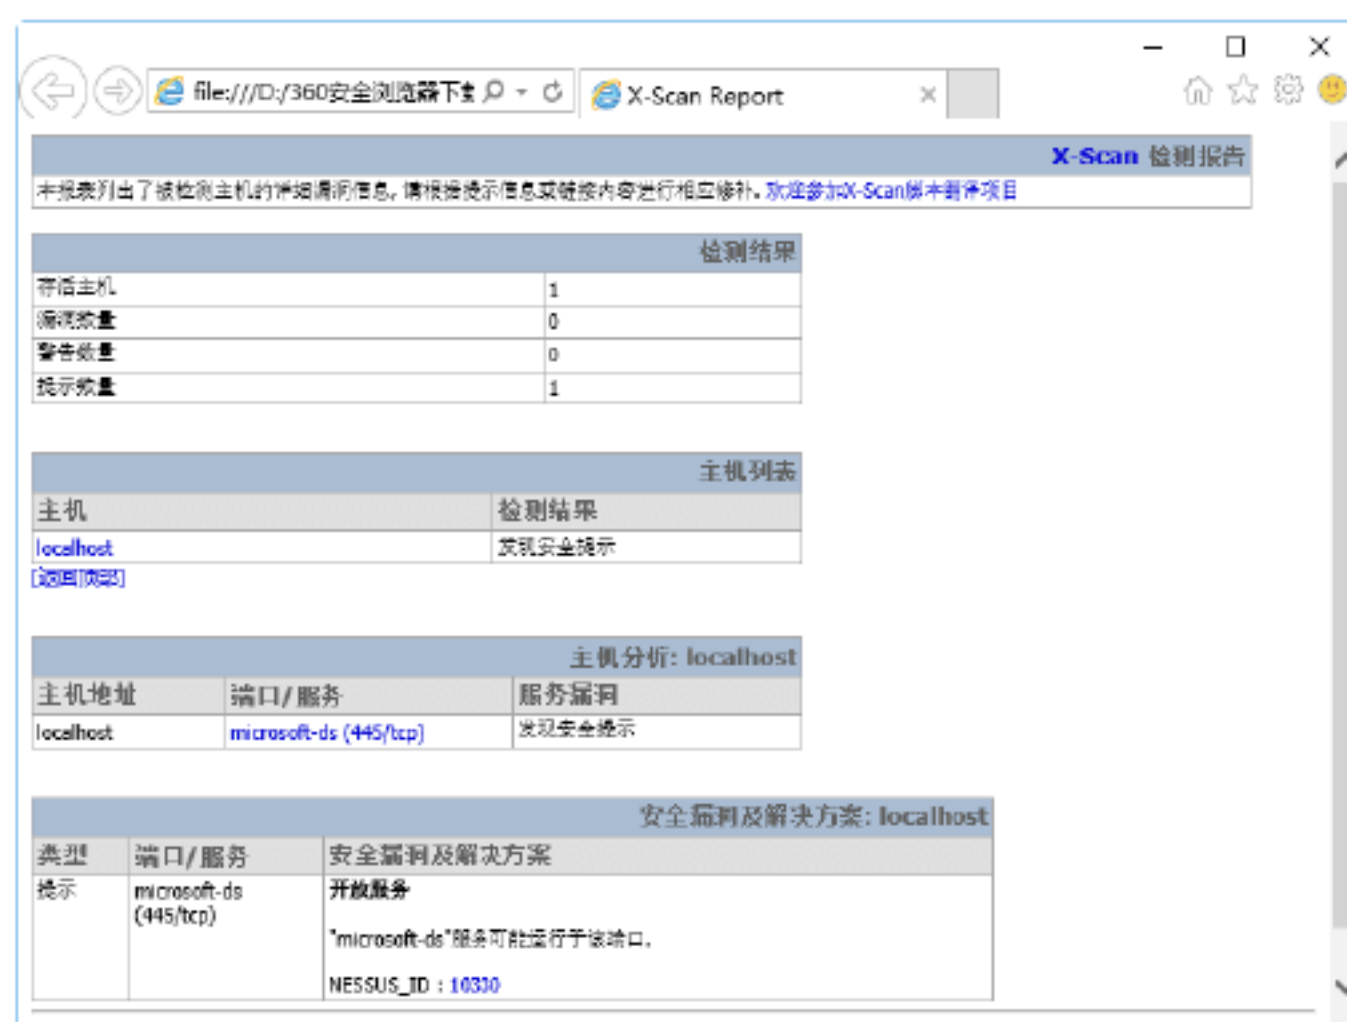 file:///D:/360安全浏览器下载
X-Scan Report
X-Scan 检测报告
本报表列出了被检测主机的详细漏洞信息, 请根据提示信息或链接内容进行相应修补. 欢迎参加X-Scan脚本翻译项目
检测结果
存活主机 1
漏洞数量 0
警告数量 0
提示数量 1
主机列表
主机 检测结果
localhost 发现安全提示
[返回顶部]
主机分析: localhost
主机地址 端口/服务 服务漏洞
localhost microsoft-ds (445/tcp) 发现安全提示
安全漏洞及解决方案: localhost
类型 端口/服务 安全漏洞及解决方案
提示 microsoft-ds 开放服务
(445/tcp)
"microsoft-ds"服务可能运行于该端口.
NESSUS_ID : 10330